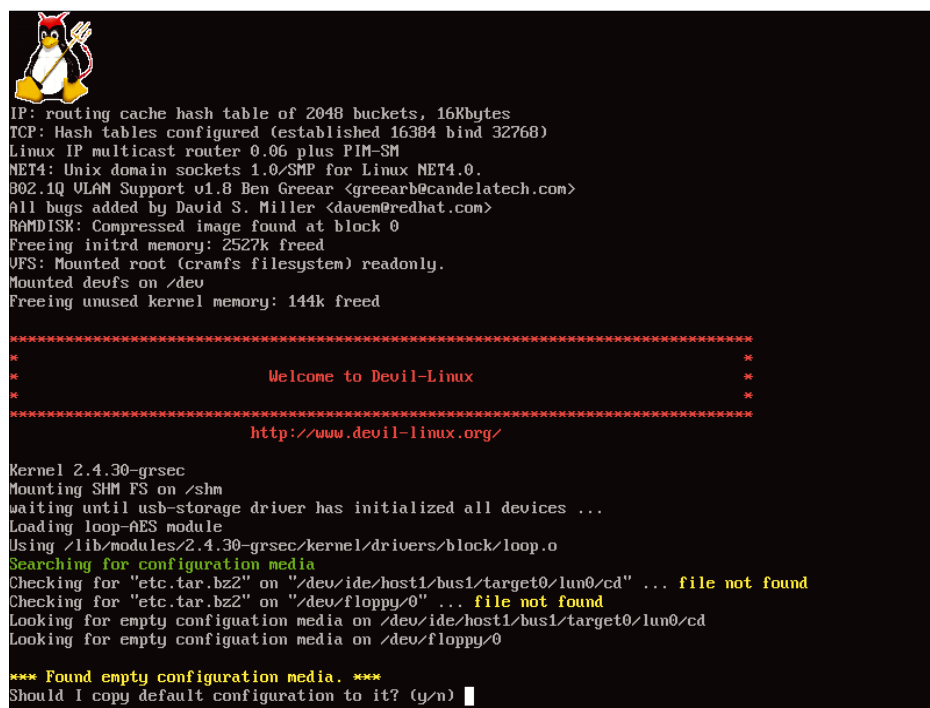 IP: routing cache hash table of 2048 buckets, 16Kbytes
TCP: Hash tables configured (established 16384 bind 32768)
Linux IP multicast router 0.06 plus PIM-SM
NET4: Unix domain sockets 1.0/SMP for Linux NET4.0.
802.1Q VLAN Support v1.8 Ben Greear <greearb@candelatech.com>
All bugs added by David S. Miller <davem@redhat.com>
RAMDISK: Compressed image found at block 0
Freeing initrd memory: 2527k freed
VFS: Mounted root (cramfs filesystem) readonly.
Mounted devfs on /dev
Freeing unused kernel memory: 144k freed
*********************************************************************************
*                                                                               *
*                            Welcome to Devil-Linux                             *
*                                                                               *
*********************************************************************************
http://www.devil-linux.org/
Kernel 2.4.30-grsec
Mounting SHM FS on /shm
waiting until usb-storage driver has initialized all devices ...
Loading loop-AES module
Using /lib/modules/2.4.30-grsec/kernel/drivers/block/loop.o
Searching for configuration media
Checking for "etc.tar.bz2" on "/dev/ide/host1/bus1/target0/lun0/cd" ... file not found
Checking for "etc.tar.bz2" on "/dev/floppy/0" ... file not found
Looking for empty configuation media on /dev/ide/host1/bus1/target0/lun0/cd
Looking for empty configuation media on /dev/floppy/0
*** Found empty configuration media. ***
Should I copy default configuration to it? (y/n)